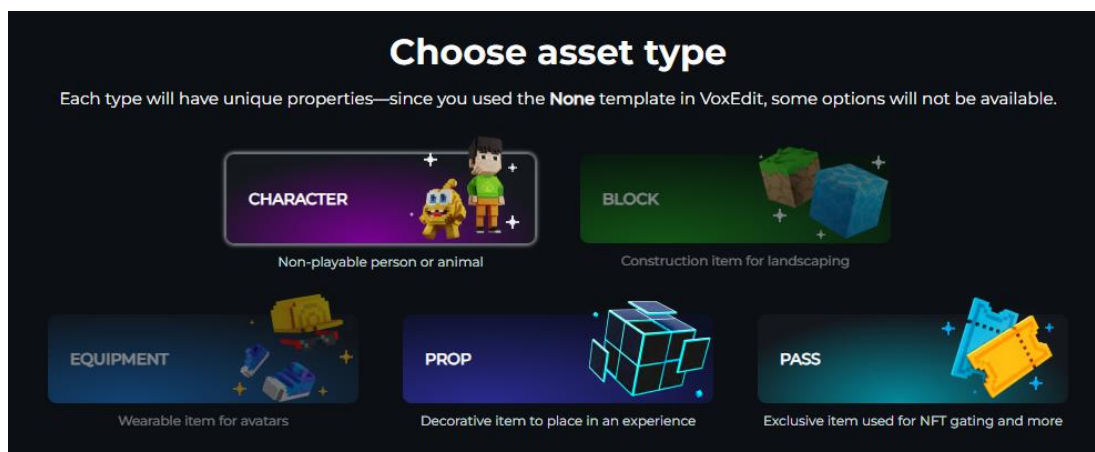 Choose asset type
Each type will have unique properties—since you used the None template in VoxEdit, some options will not be available.
CHARACTER
Non-playable person or animal
BLOCK
Construction item for landscaping
EQUIPMENT
Wearable item for avatars
PROP
Decorative item to place in an experience
PASS
Exclusive item used for NFT gating and more